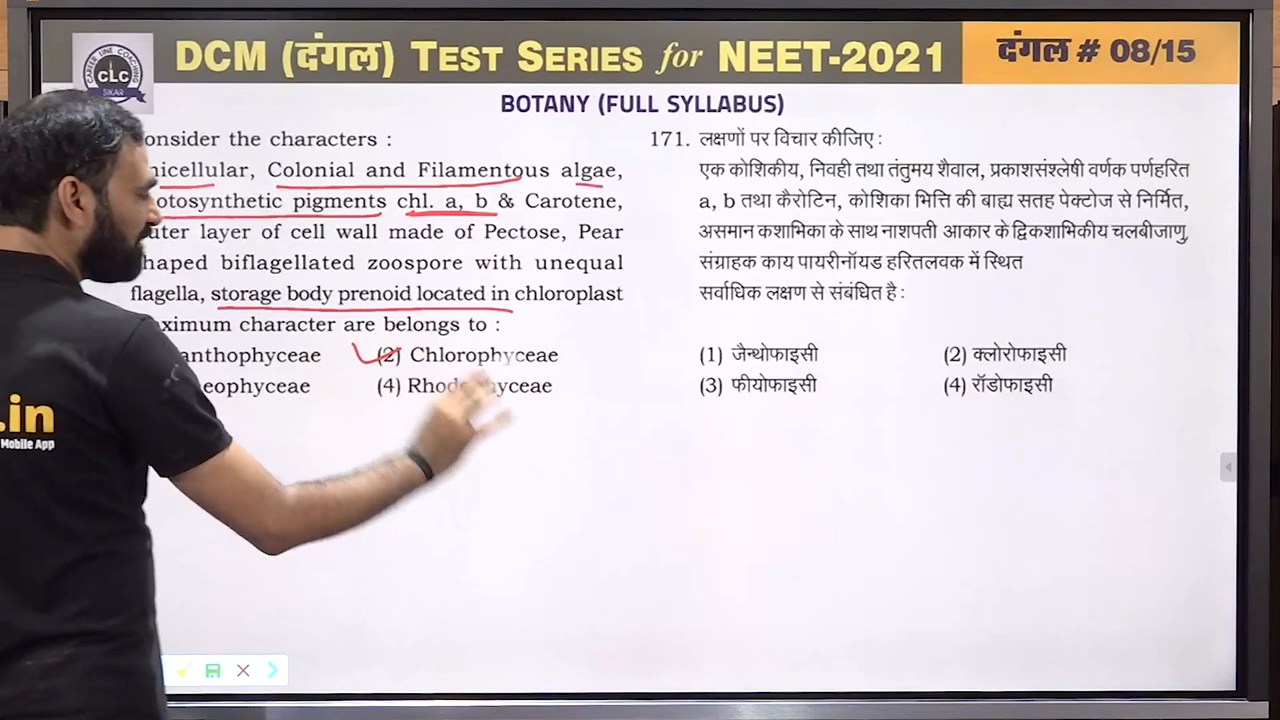 DCM (दंगल) TEST SERIES for NEET-2021
दंगल # 08/15
CAREER LINE COACHING
CLC
SIKAR
BOTANY (FULL SYLLABUS)
onsider the characters :
nicellular, Colonial and Filamentous algae,
otosynthetic pigments chl. a, b & Carotene,
uter layer of cell wall made of Pectose, Pear
haped biflagellated zoospore with unequal
flagella, storage body prenoid located in chloroplast
ximum character are belongs to :
anthophyceae (2) Chlorophyceae
eophyceae (4) Rhodophyceae
171. लक्षणों पर विचार कीजिए :
एक कोशिकीय, निवही तथा तंतुमय शैवाल, प्रकाशसंश्लेषी वर्णक पर्णहरित
a, b तथा कैरोटिन, कोशिका भित्ति की बाह्य सतह पेक्टोज से निर्मित,
असमान कशाभिका के साथ नाशपती आकार के द्विकशाभिकीय चलबीजाणु,
संग्राहक काय पायरीनॉयड हरितलवक में स्थित
सर्वाधिक लक्षण से संबंधित है :
(1) जैन्थोफाइसी (2) क्लोरोफाइसी
(3) फीयोफाइसी (4) रॉडोफाइसी
.in
Mobile App